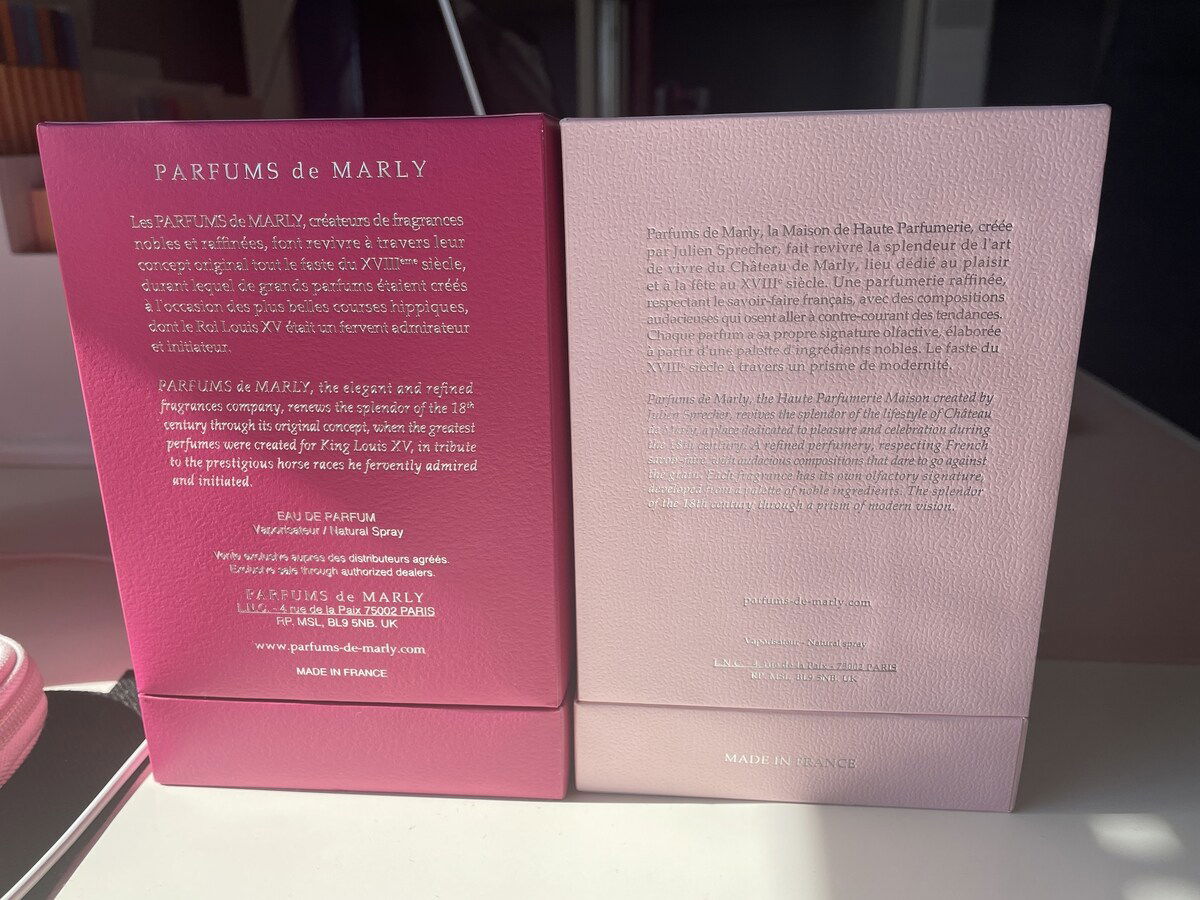 PARFUMS de MARLY
Les PARFUMS de MARLY, créateurs de fragrances
nobles et raffinées, font revivre à travers leur
concept original tout le faste du XVIIIᵉᵐᵉ siècle,
durant lequel de grands parfums étaient créés
à l'occasion des plus belles courses hippiques,
dont le Roi Louis XV était un fervent admirateur
et initiateur.
PARFUMS de MARLY, the elegant and refined
fragrances company, renews the splendor of the 18ᵗʰ
century through its original concept, when the greatest
perfumes were created for King Louis XV, in tribute
to the prestigious horse races he fervently admired
and initiated.
EAU DE PARFUM
Vaporisateur / Natural Spray
Vente exclusive aupres des distributeurs agréés.
Exclusive sale through authorized dealers.
PARFUMS de MARLY
L.N.C. - 4 rue de la Paix 75002 PARIS
RP. MSL, BL9 5NB. UK
www.parfums-de-marly.com
MADE IN FRANCE
Parfums de Marly, la Maison de Haute Parfumerie, créée
par Julien Sprecher, fait revivre la splendeur de l'art
de vivre du Château de Marly, lieu dédié au plaisir
et à la fête au XVIIIᵉ siècle. Une parfumerie raffinée,
respectant le savoir-faire français, avec des compositions
audacieuses qui osent aller à contre-courant des tendances.
Chaque parfum a sa propre signature olfactive, élaborée
à partir d'une palette d'ingrédients nobles. Le faste du
XVIIIᵉ siècle à travers un prisme de modernité.
Parfums de Marly, the Haute Parfumerie Maison created by
Julien Sprecher, revives the splendor of the lifestyle of Château
de Marly, a place dedicated to pleasure and celebration during
the 18th century. A refined perfumery, respecting French
savoir-faire with audacious compositions that dare to go against
the grain. Each fragrance has its own olfactory signature,
developed from a palette of noble ingredients. The splendor
of the 18th century through a prism of modern vision.
parfums-de-marly.com
Vaporisateur - Natural spray
L.N.C. - 4, rue de la Paix - 75002 PARIS
RP. MSL, BL9 5NB. UK
MADE IN FRANCE